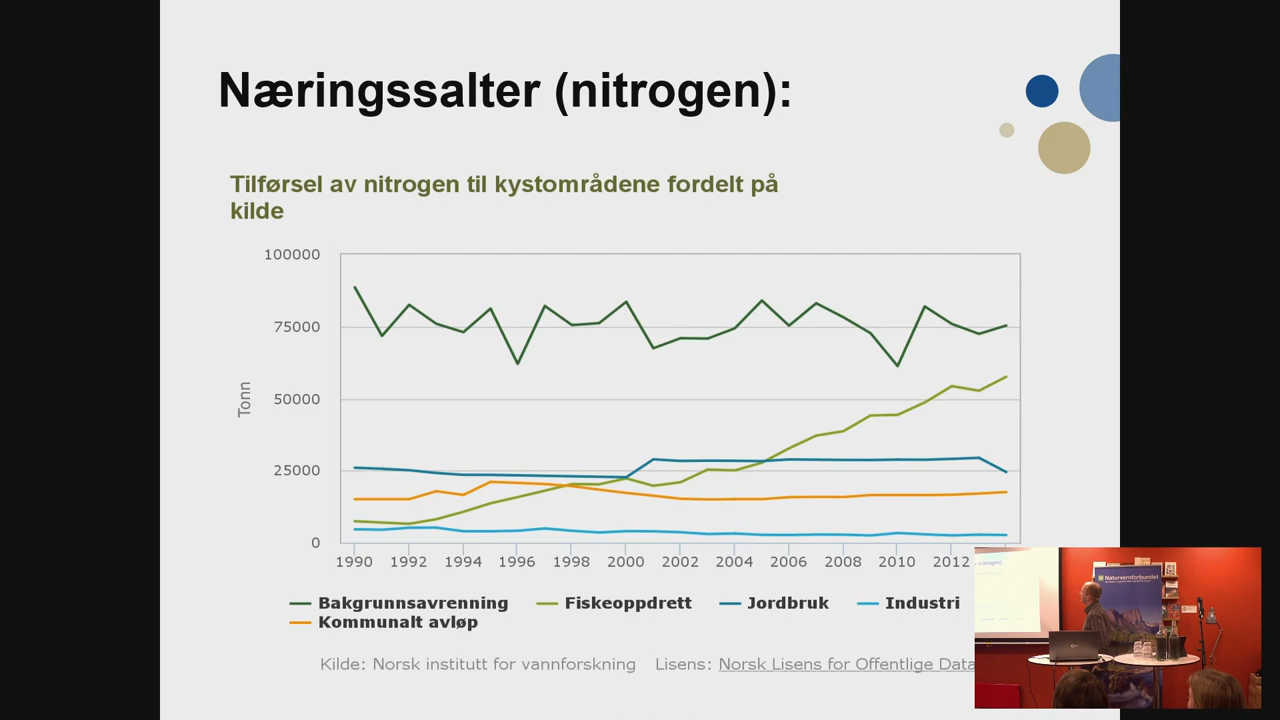 Næringssalter (nitrogen):
Tilførsel av nitrogen til kystområdene fordelt på
kilde
100000
75000
50000
25000
0
Tonn
1990 1992 1994 1996 1998 2000 2002 2004 2006 2008 2010 2012
Bakgrunnsavrenning Fiskeoppdrett Jordbruk Industri
Kommunalt avløp
Kilde: Norsk institutt for vannforskning Lisens: Norsk Lisens for Offentlige Data
Naturvernforbundet